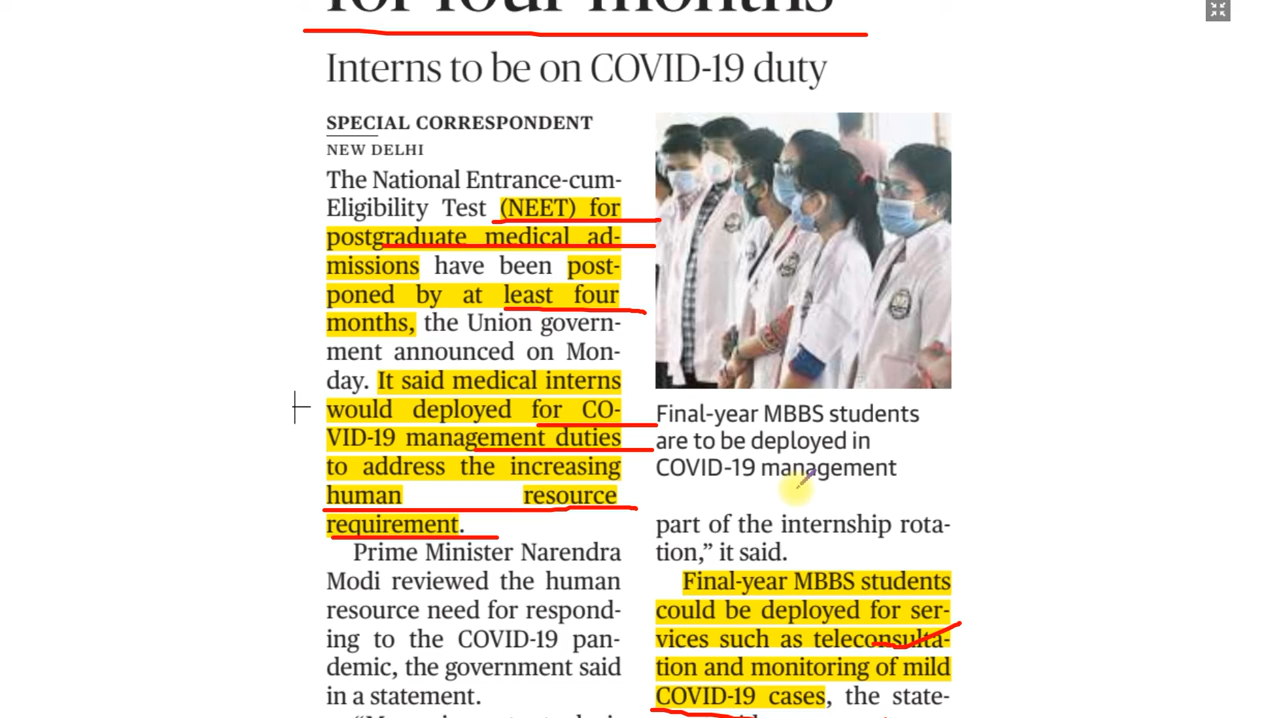 for four months
Interns to be on COVID-19 duty
SPECIAL CORRESPONDENT
NEW DELHI
The National Entrance-cum-
Eligibility Test (NEET) for
postgraduate medical ad-
missions have been post-
poned by at least four
months, the Union govern-
ment announced on Mon-
day. It said medical interns
would deployed for CO-
VID-19 management duties
to address the increasing
human resource
requirement.
Prime Minister Narendra
Modi reviewed the human
resource need for respond-
ing to the COVID-19 pan-
demic, the government said
in a statement.
Final-year MBBS students
are to be deployed in
COVID-19 management
part of the internship rota-
tion,” it said.
Final-year MBBS students
could be deployed for ser-
vices such as teleconsulta-
tion and monitoring of mild
COVID-19 cases, the state-